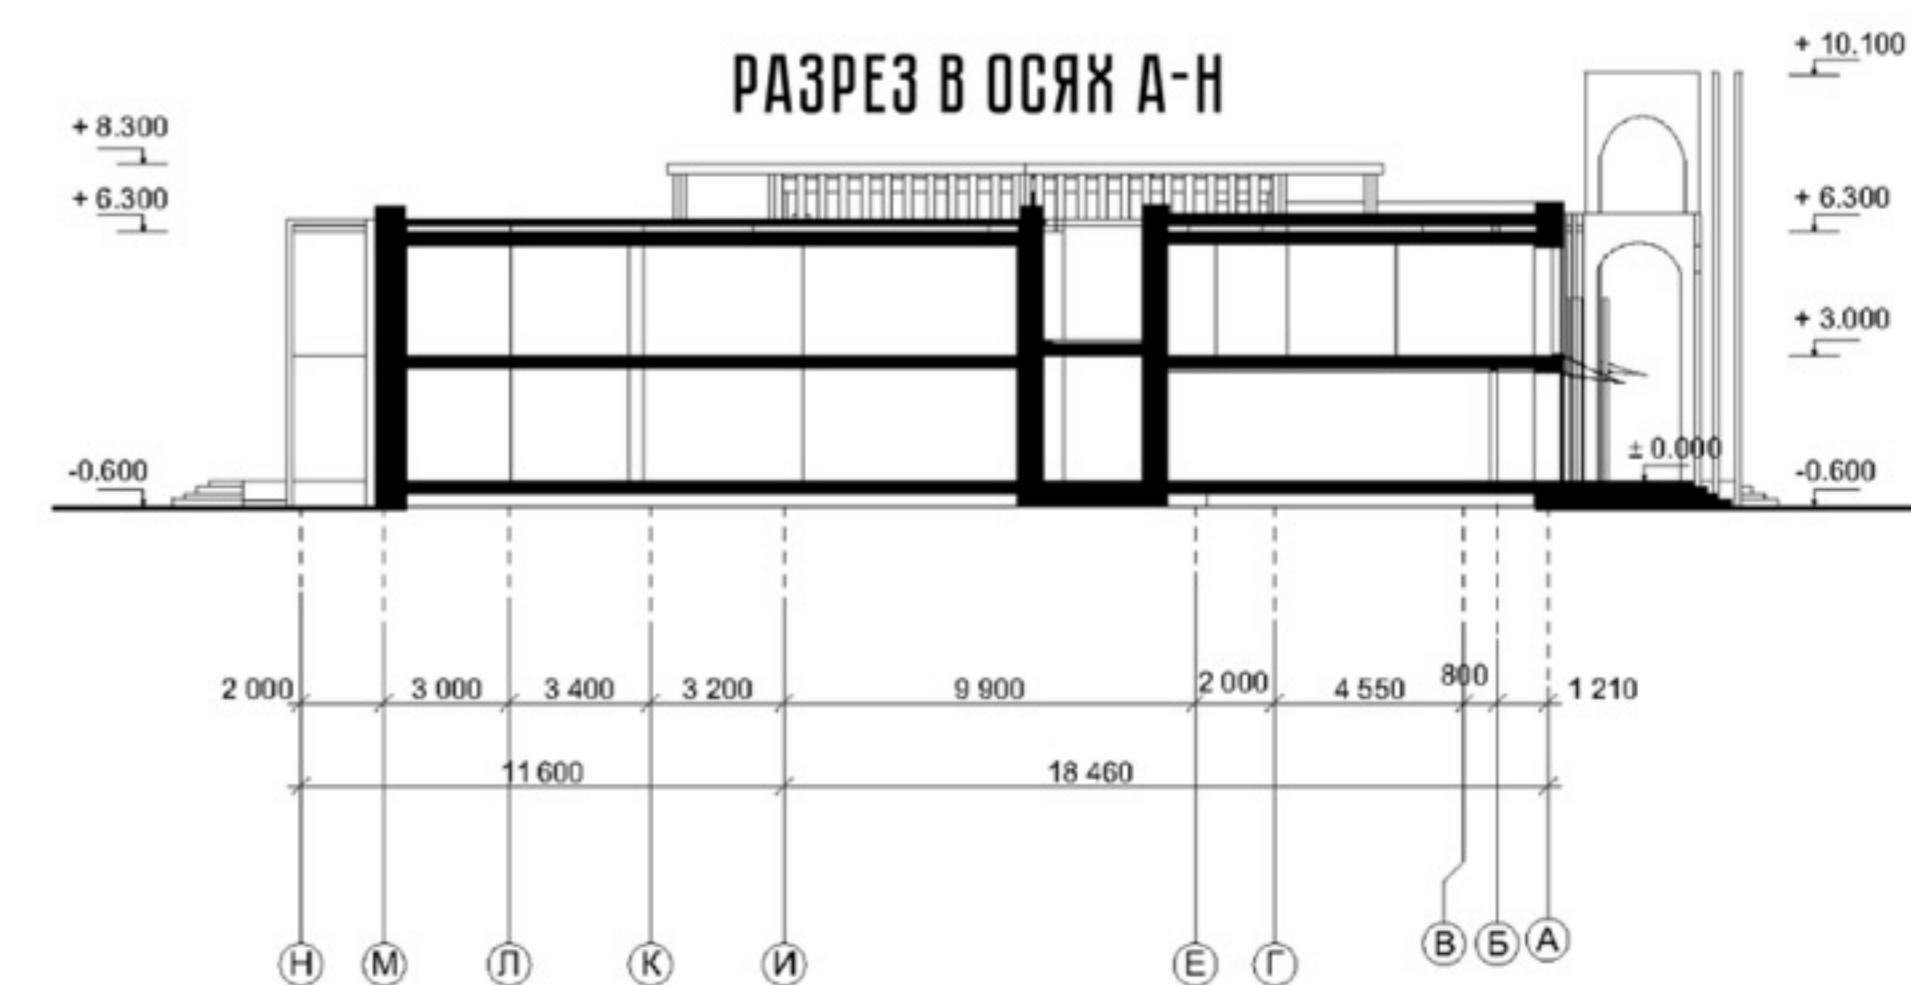 + 10.100
РАЗРЕЗ В ОСЯХ А-Н
+ 8.300
+ 6.300
+ 6.300
+ 3.000
± 0.000
-0.600
-0.600
2 000
3 000
3 400
3 200
9 900
2 000
4 550
800
1 210
11 600
18 460
Н
М
Л
К
И
Е
Г
В
Б
А